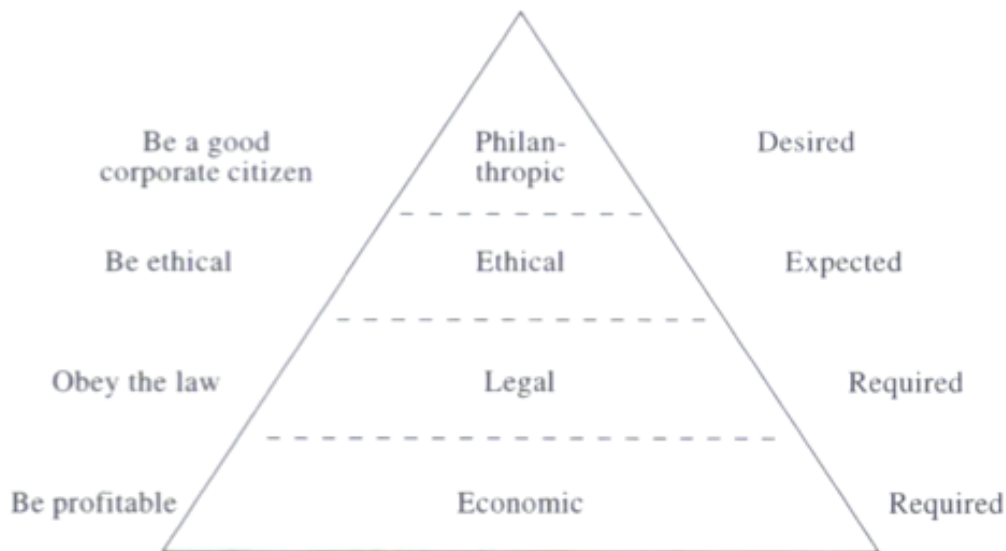 Be a good
corporate citizen
Philan-
thropic
Desired
Be ethical
Ethical
Expected
Obey the law
Legal
Required
Be profitable
Economic
Required